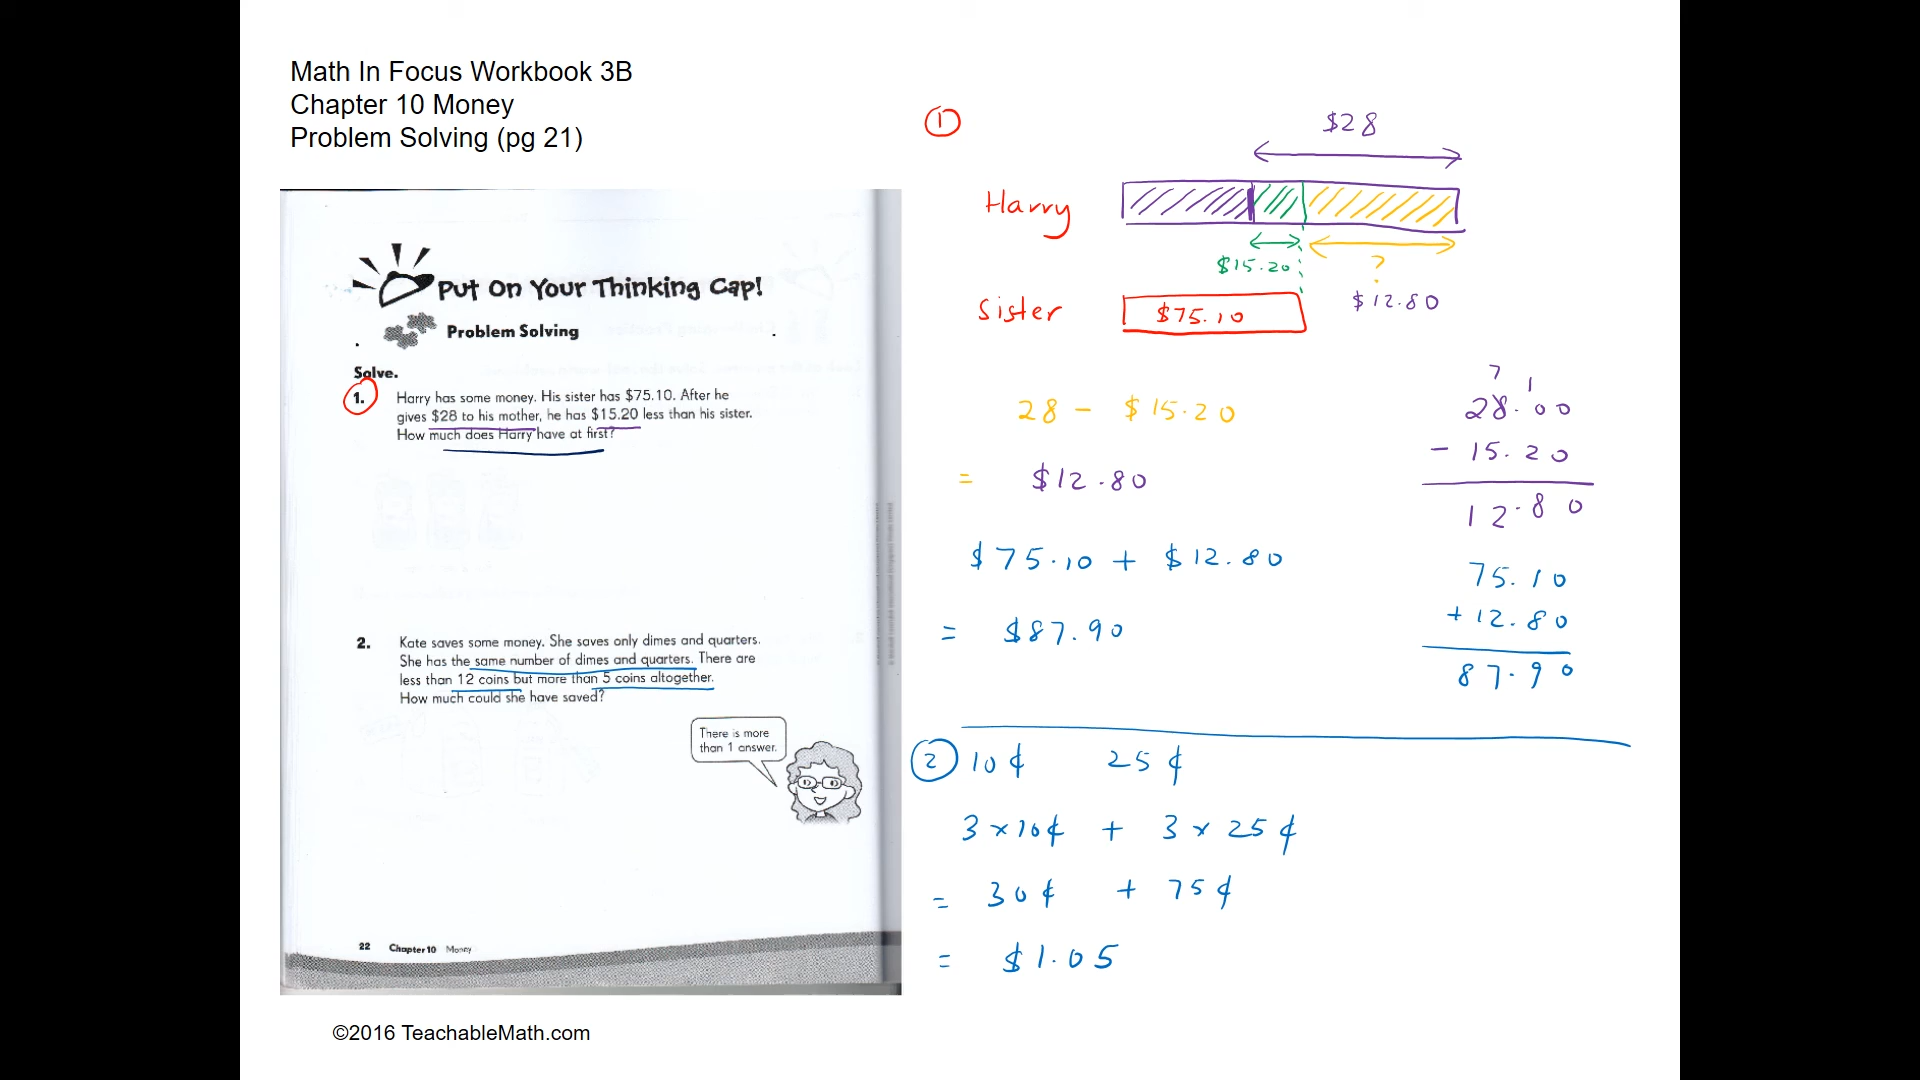 Math In Focus Workbook 3B
Chapter 10 Money
Problem Solving (pg 21)
Put On Your Thinking Cap!
Problem Solving
Solve.
1. Harry has some money. His sister has $75.10. After he
gives $28 to his mother, he has $15.20 less than his sister.
How much does Harry have at first?
2. Kate saves some money. She saves only dimes and quarters.
She has the same number of dimes and quarters. There are
less than 12 coins but more than 5 coins altogether.
How much could she have saved?
There is more
than 1 answer.
22 Chapter 10 Money
©2016 TeachableMath.com
1
$28
Harry
$15.20
?
$12.80
Sister
$75.10
28 - $15.20
= $12.80
$75.10 + $12.80
= $87.90
7 1
28.00
- 15.20
12.80
75.10
+ 12.80
87.90
2 10¢ 25¢
3 × 10¢ + 3 × 25¢
= 30¢ + 75¢
= $1.05